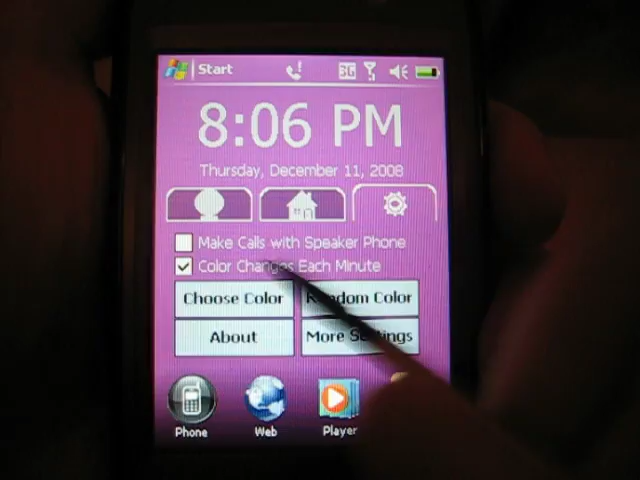 Start
3G
8:06 PM
Thursday, December 11, 2008
Make Calls with Speaker Phone
Color Changes Each Minute
Choose Color
Random Color
About
More Settings
Phone
Web
Player